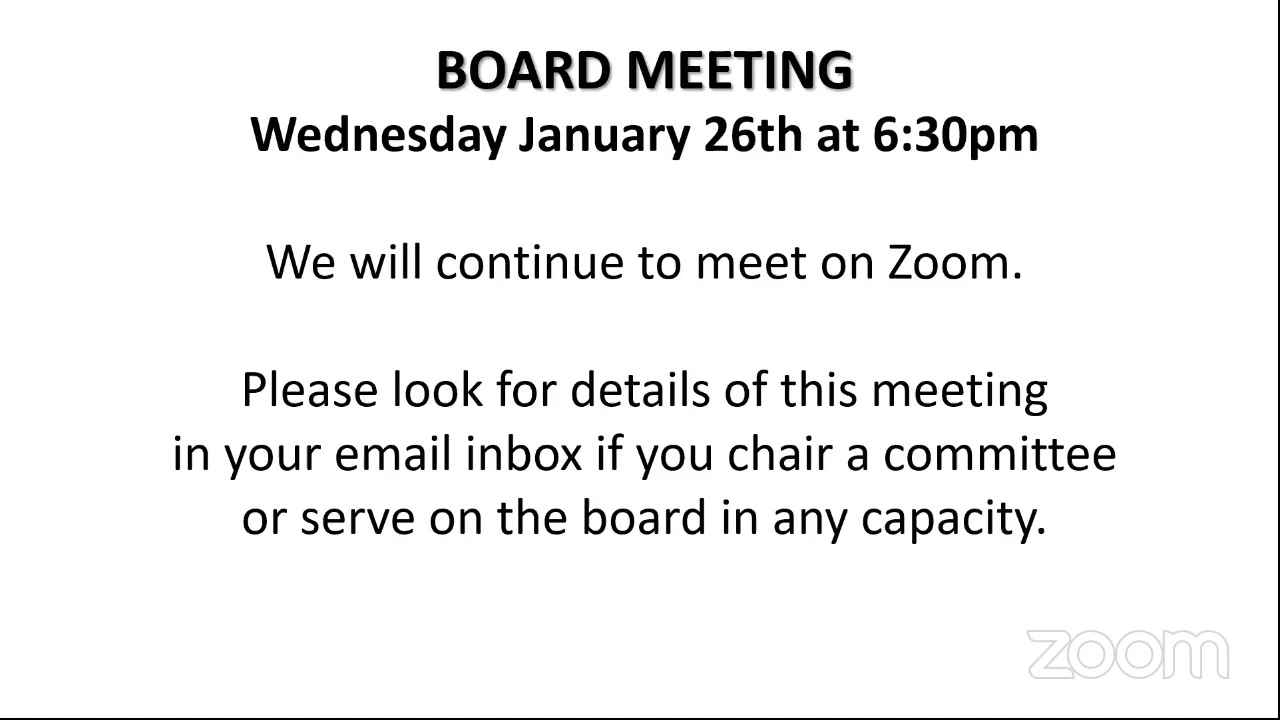 BOARD MEETING
Wednesday January 26th at 6:30pm
We will continue to meet on Zoom.
Please look for details of this meeting
in your email inbox if you chair a committee
or serve on the board in any capacity.
zoom